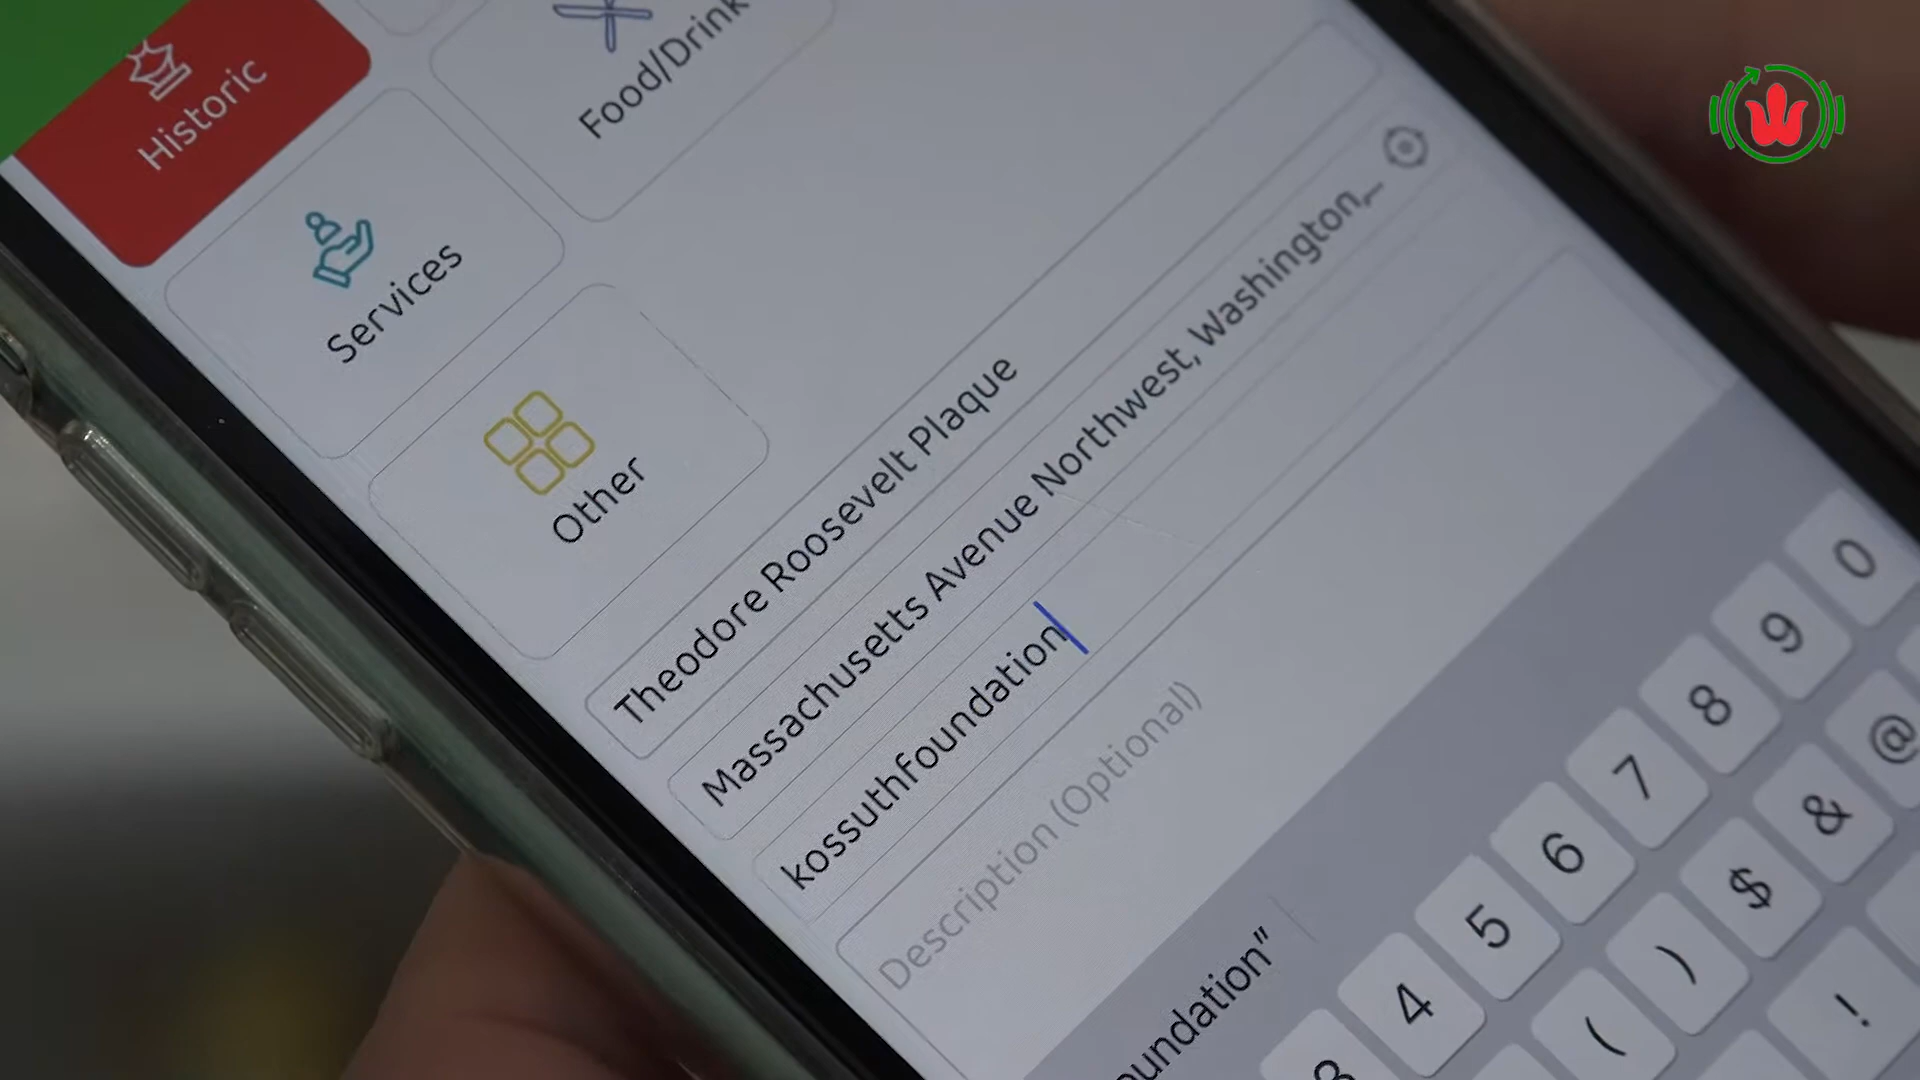 Historic
Food/Drink
Services
Other
Theodore Roosevelt Plaque
Massachusetts Avenue Northwest, Washington,...
kossuthfoundation
Description (Optional)
oundation"
3 4 5 6 7 8 9 0
( ) $ & @
!